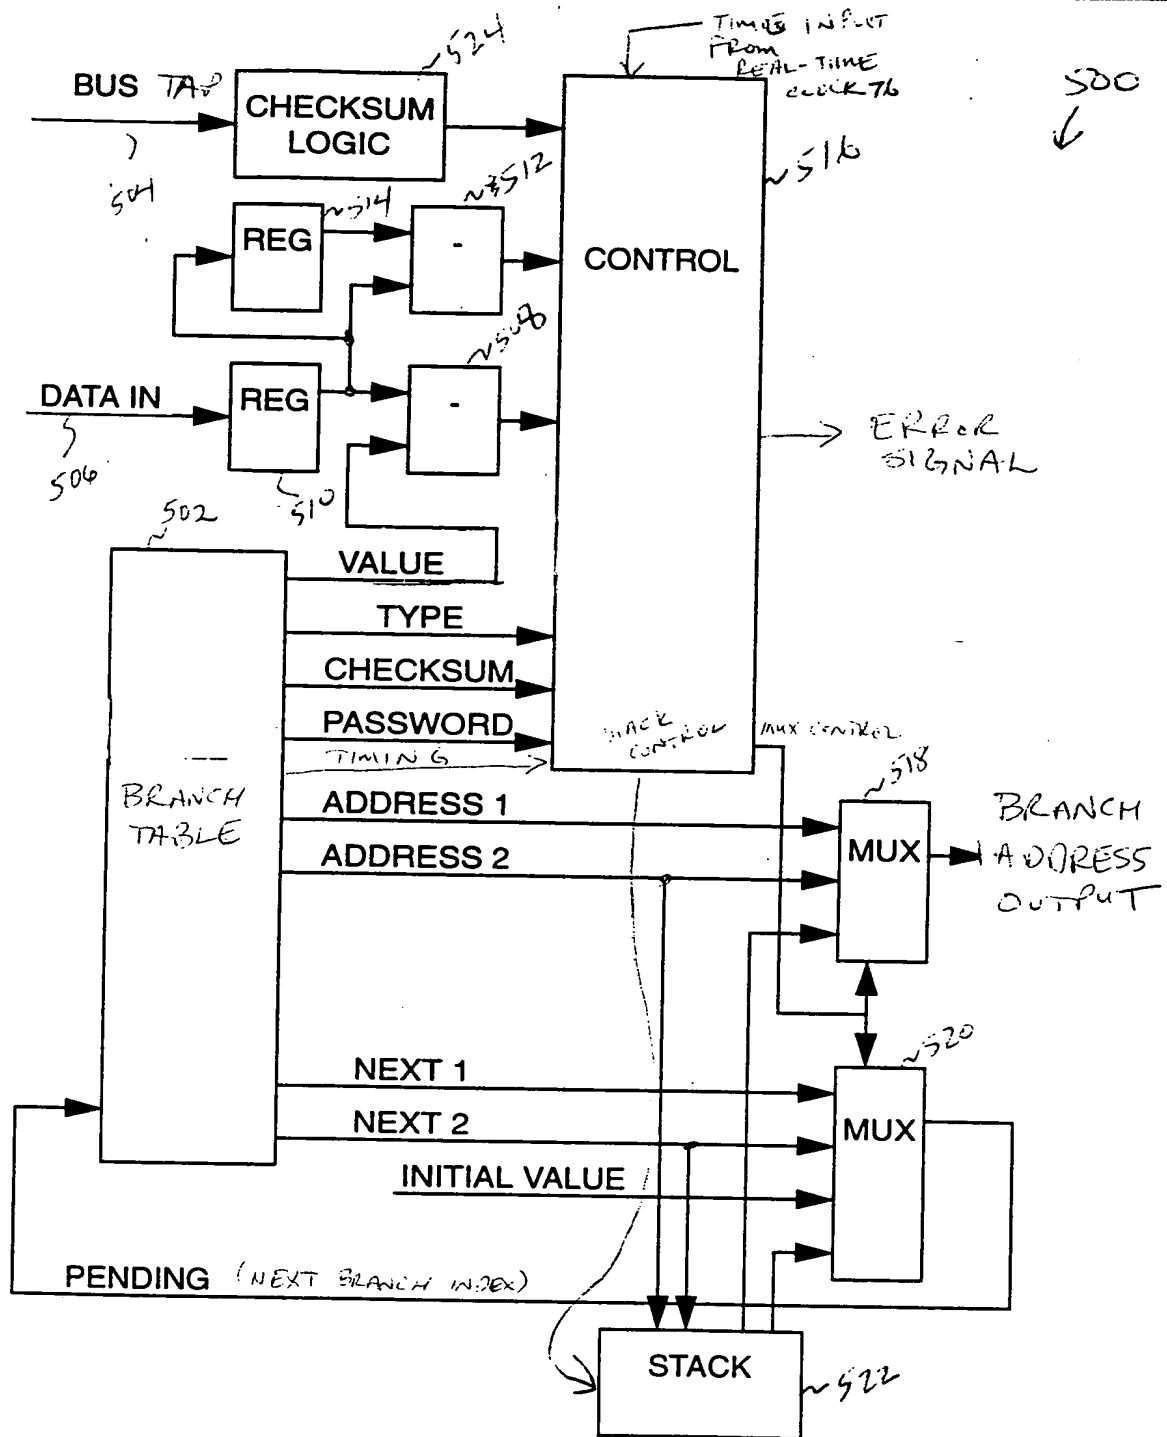 TIMES INPUT
FROM
REAL-TIME
CLOCK 76
500
524
BUS TAP
CHECKSUM
LOGIC
504
516
512
514
REG
-
CONTROL
508
DATA IN
REG
-
506
510
ERROR
SIGNAL
502
VALUE
TYPE
CHECKSUM
PASSWORD
TIMING
STACK
CONTROL
MUX CONTROL
518
BRANCH
TABLE
ADDRESS 1
ADDRESS 2
MUX
BRANCH
ADDRESS
OUTPUT
520
NEXT 1
NEXT 2
MUX
INITIAL VALUE
PENDING (NEXT BRANCH INDEX)
STACK
522